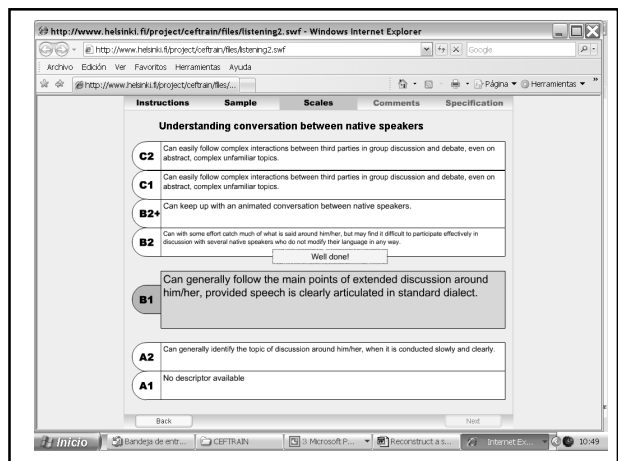 http://www.helsinki.fi/project/ceftrain/files/listening2.swf - Windows Internet Explorer
http://www.helsinki.fi/project/ceftrain/files/listening2.swf
Google
Archivo Edición Ver Favoritos Herramientas Ayuda
http://www.helsinki.fi/project/ceftrain/files/...
Página
Herramientas
Instructions Sample Scales Comments Specification
Understanding conversation between native speakers
C2
Can easily follow complex interactions between third parties in group discussion and debate, even on
abstract, complex unfamiliar topics.
C1
Can easily follow complex interactions between third parties in group discussion and debate, even on
abstract, complex unfamiliar topics.
B2+
Can keep up with an animated conversation between native speakers.
B2
Can with some effort catch much of what is said around him/her, but may find it difficult to participate effectively in
discussion with several native speakers who do not modify their language in any way.
Well done!
B1
Can generally follow the main points of extended discussion around
him/her, provided speech is clearly articulated in standard dialect.
A2
Can generally identify the topic of discussion around him/her, when it is conducted slowly and clearly.
A1
No descriptor available
Back Next
Inicio Bandeja de entr... CEFTRAIN 3 Microsoft P... Reconstruct a s... Internet Ex... 10:49